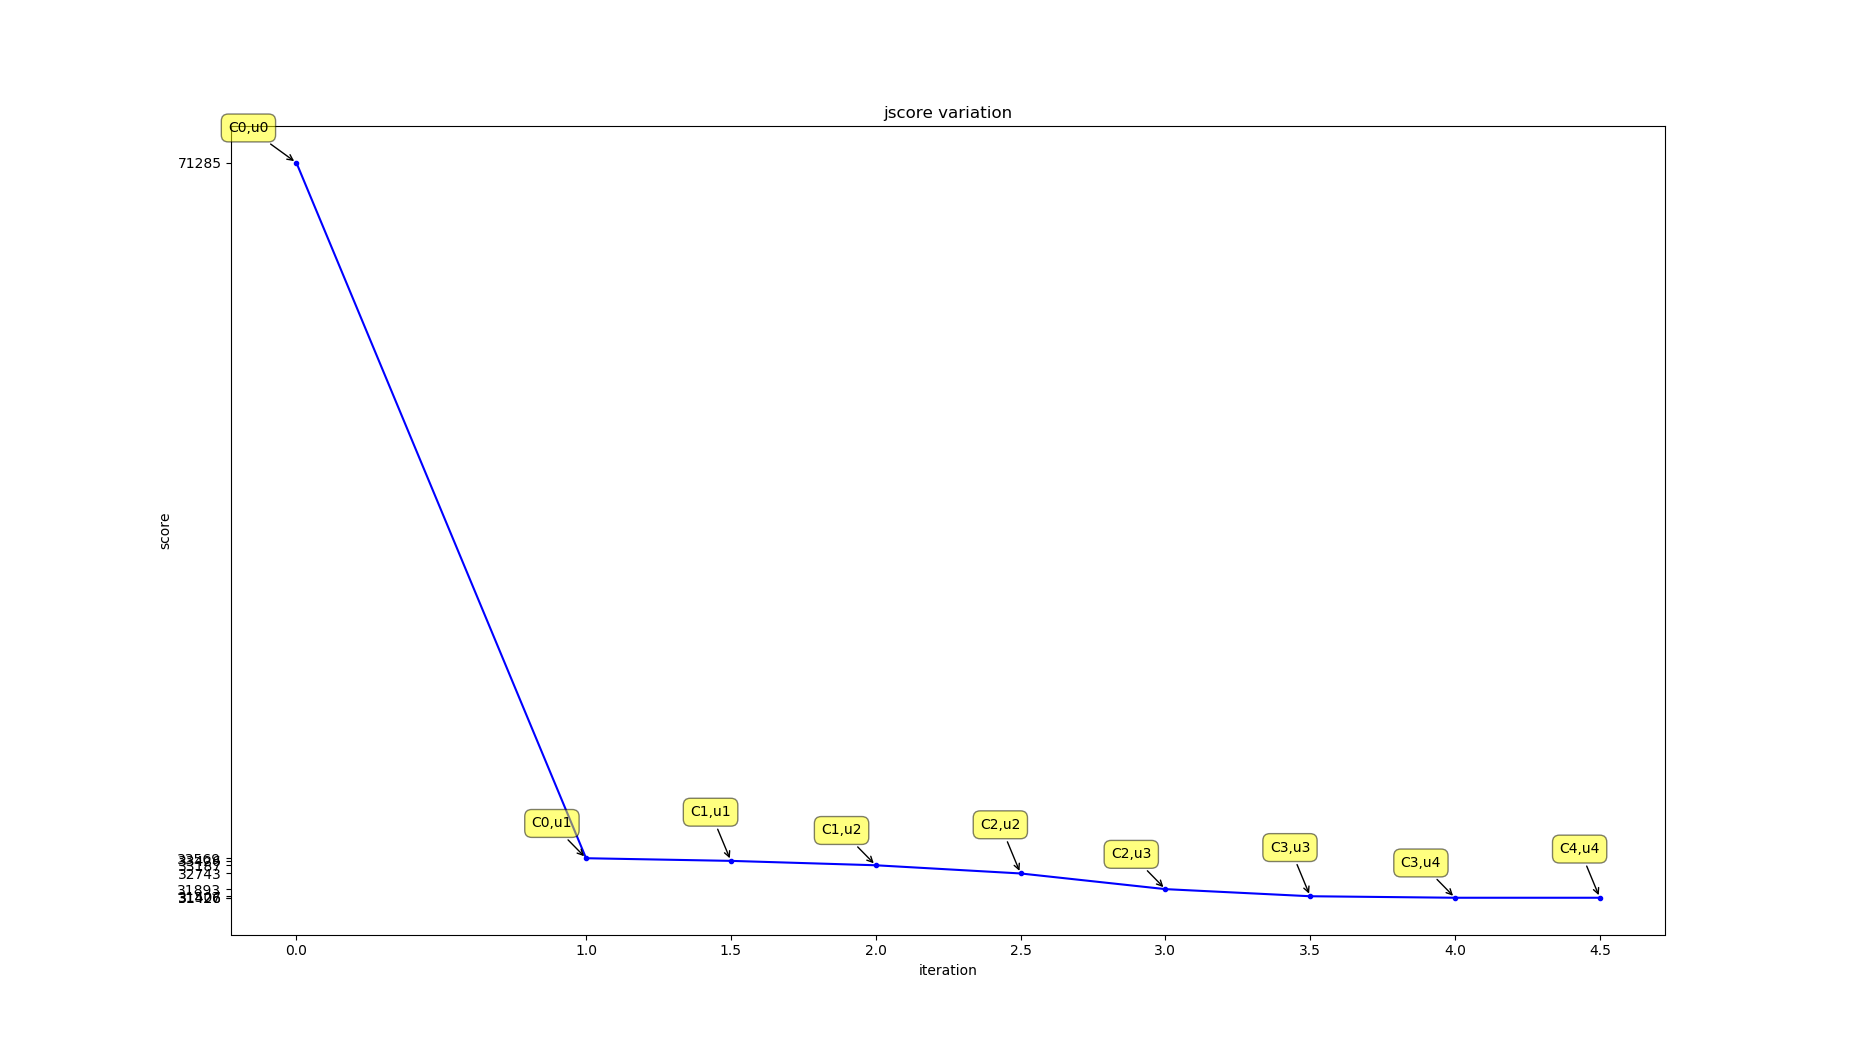 jscore variation
C0,u0
71285
score
C0,u1
C1,u1
C1,u2
C2,u2
C2,u3
C3,u3
C3,u4
C4,u4
33569
32743
31893
31426
0.0 1.0 1.5 2.0 2.5 3.0 3.5 4.0 4.5
iteration